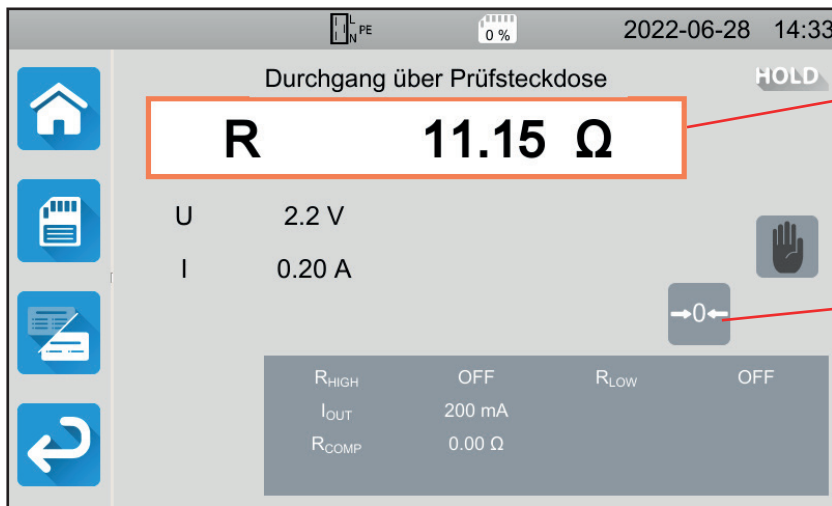 L N PE 0 % 2022-06-28 14:33
Durchgang über Prüfsteckdose HOLD
R 11.15 Ω
U 2.2 V
I 0.20 A
→0←
RHIGH OFF RLOW OFF
IOUT 200 mA
RCOMP 0.00 Ω